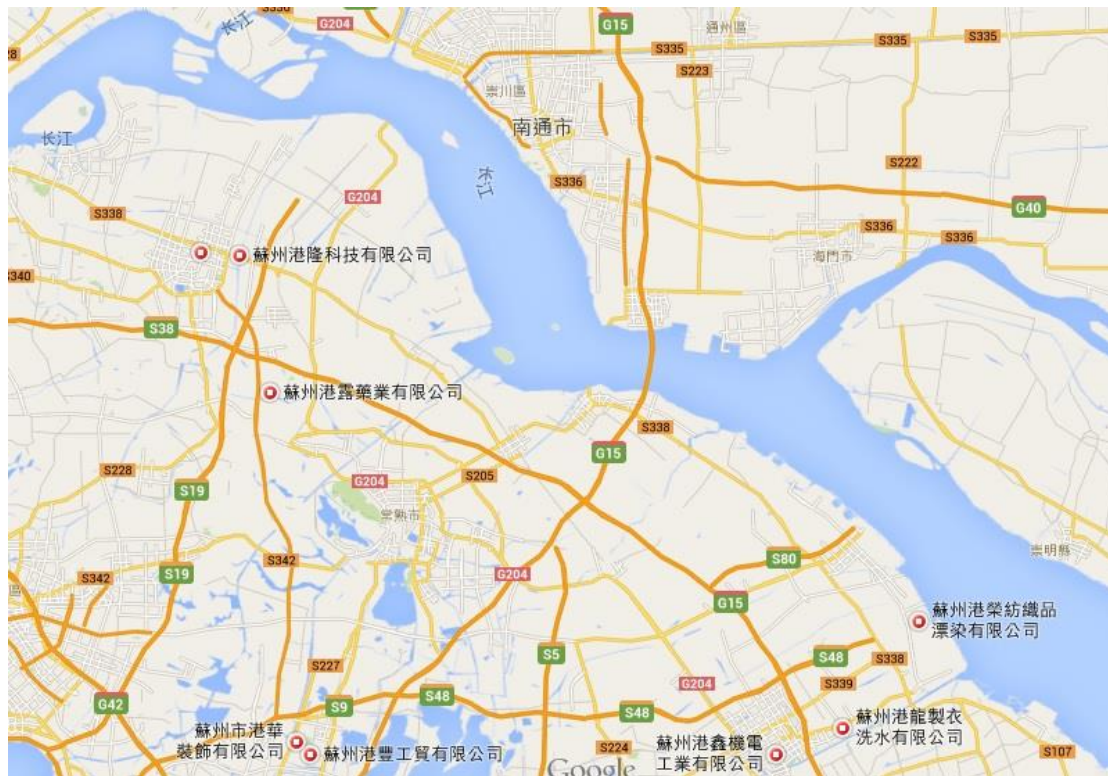 S336
G204
长江
G15
通州區
S335
S335
S335
S223
崇川區
南通市
长江
长江
S336
S222
G204
G40
S338
S336
S336
海門市
蘇州港隆科技有限公司
S340
S38
蘇州港露藥業有限公司
S338
G15
S228
S205
G204
S19
常熟市
崇明縣
S342
S80
S342
S19
G204
G15
蘇州港榮紡織品
漂染有限公司
S5
S48
S338
S227
G204
S339
G42
S9
S48
S48
蘇州港龍製衣
洗水有限公司
蘇州市港華
裝飾有限公司
蘇州港豐工貿有限公司
S224
蘇州港鑫機電
工業有限公司
S107
Google